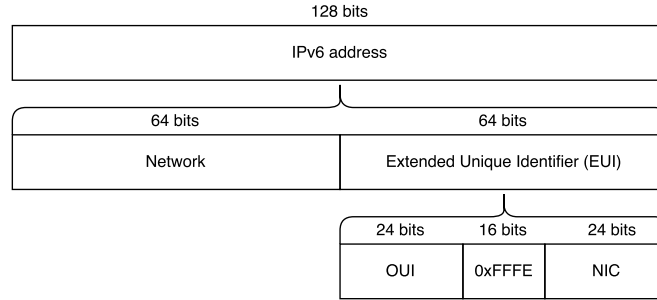 128 bits
IPv6 address
64 bits 64 bits
Network Extended Unique Identifier (EUI)
24 bits 16 bits 24 bits
OUI 0xFFFE NIC